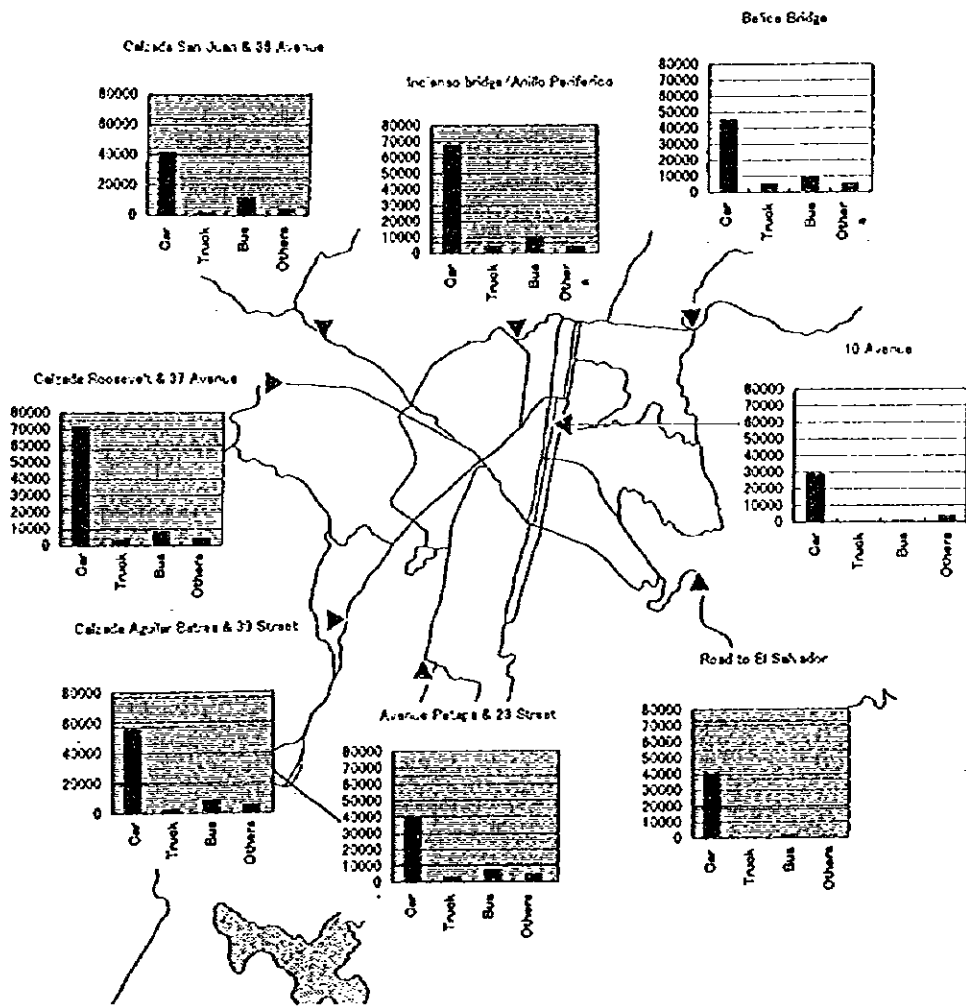 Belice Bridge
80000
70000
60000
50000
40000
30000
20000
10000
0
Car
Truck
Bus
Other
s
Calzada San Juan & 38 Avenue
80000
60000
40000
20000
0
Car
Truck
Bus
Others
Incienso bridge/Anillo Periferico
80000
70000
60000
50000
40000
30000
20000
10000
0
Car
Truck
Bus
Other
s
Calzada Roosevelt & 37 Avenue
80000
70000
60000
50000
40000
30000
20000
10000
0
Car
Truck
Bus
Others
10 Avenue
80000
70000
60000
50000
40000
30000
20000
10000
0
Car
Truck
Bus
Others
Calzada Aguilar Batres & 30 Street
80000
60000
40000
20000
0
Car
Truck
Bus
Others
Avenue Petapa & 23 Street
80000
70000
60000
50000
40000
30000
20000
10000
0
Car
Truck
Bus
Others
Road to El Salvador
80000
70000
60000
50000
40000
30000
20000
10000
0
Car
Truck
Bus
Others